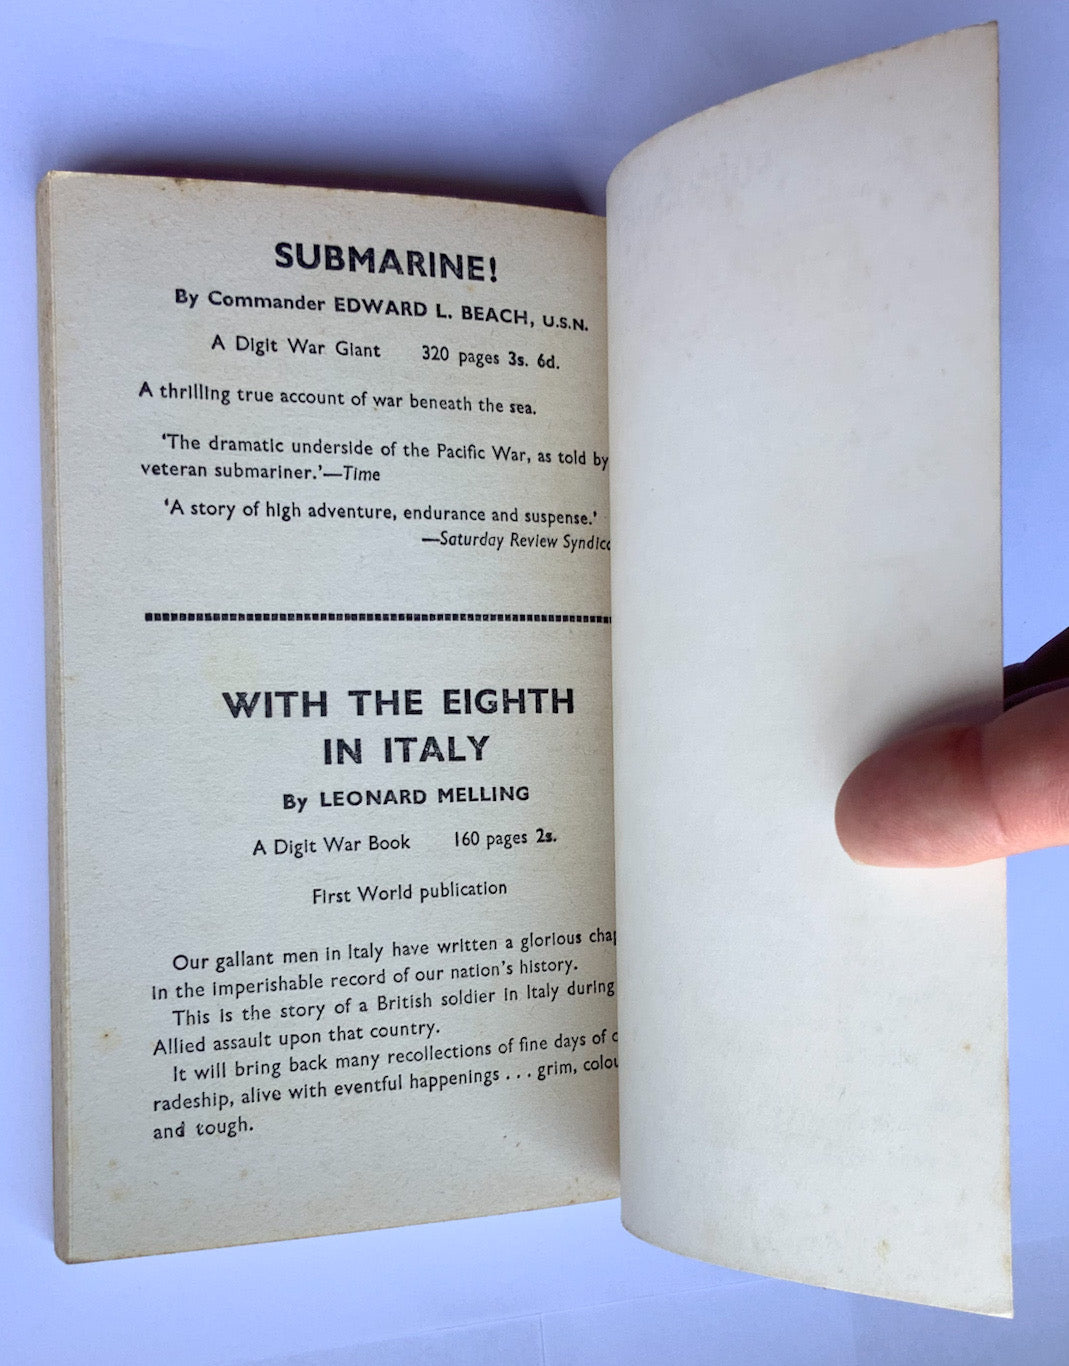 SUBMARINE!
By Commander EDWARD L. BEACH, U.S.N.
A Digit War Giant 320 pages 3s. 6d.
A thrilling true account of war beneath the sea.
‘The dramatic underside of the Pacific War, as told by
veteran submariner.’—Time
‘A story of high adventure, endurance and suspense.’
—Saturday Review
WITH THE EIGHTH
IN ITALY
By LEONARD MELLING
A Digit War Book 160 pages 2s.
First World publication
Our gallant men in Italy have written a glorious
in the imperishable record of our nation's history.
This is the story of a British soldier in Italy during
Allied assault upon that country.
It will bring back many recollections of fine days of
radeship, alive with eventful happenings . . . grim,
and tough.